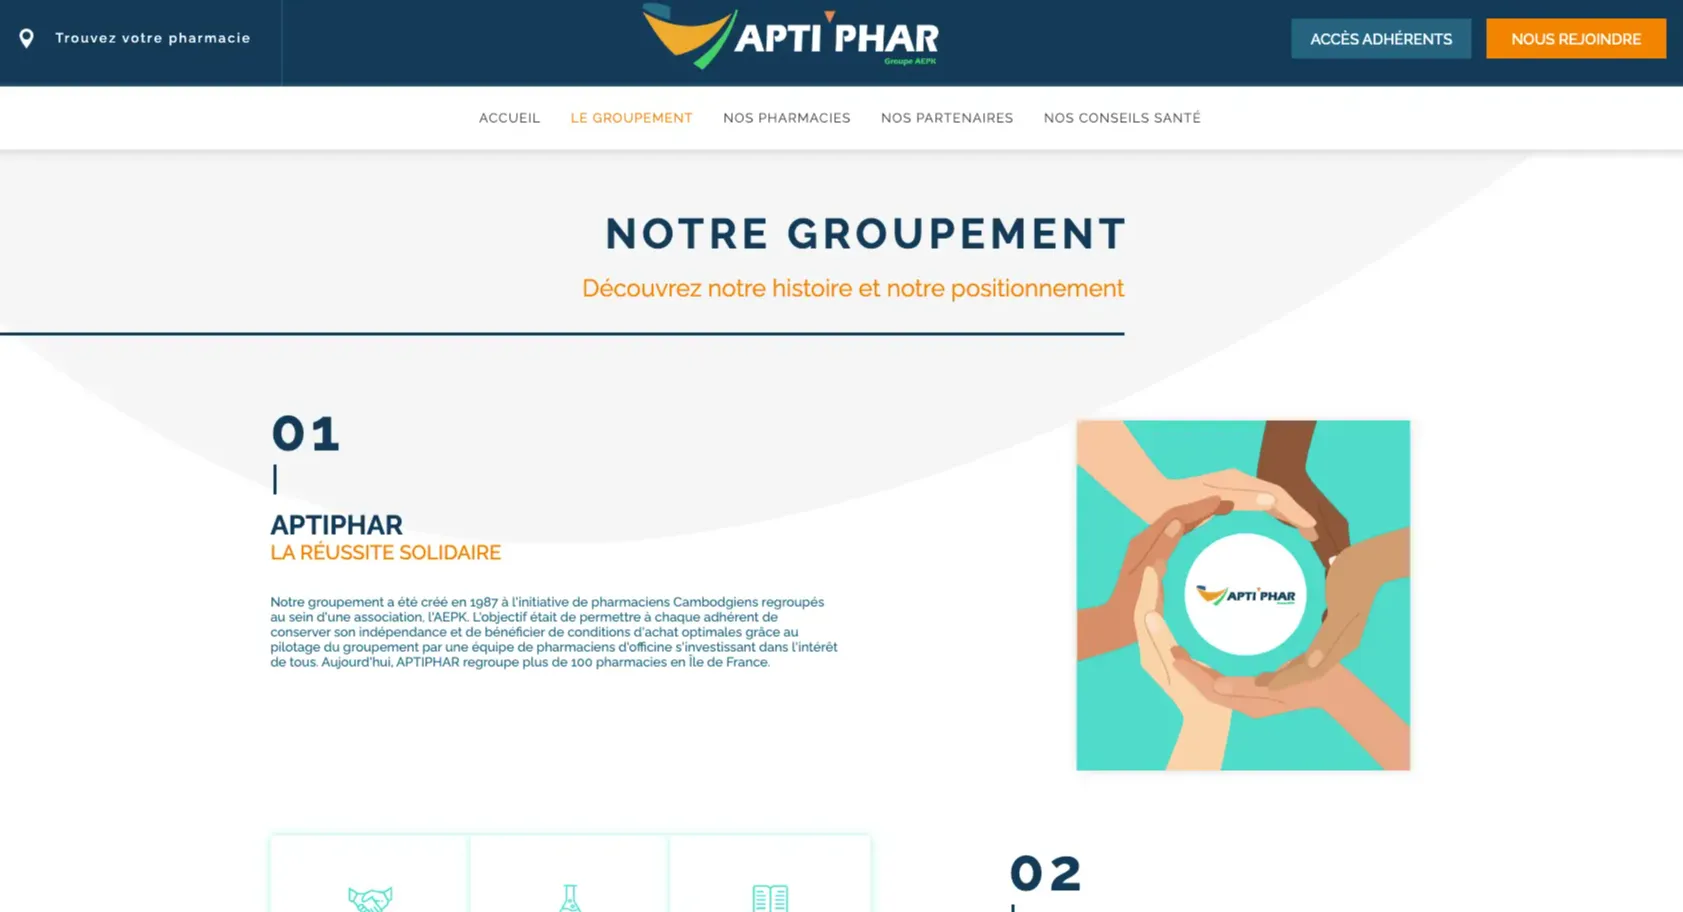 Trouvez votre pharmacie
APTI'PHAR
Groupe AEPK
ACCÈS ADHÉRENTS
NOUS REJOINDRE
ACCUEIL
LE GROUPEMENT
NOS PHARMACIES
NOS PARTENAIRES
NOS CONSEILS SANTÉ
NOTRE GROUPEMENT
Découvrez notre histoire et notre positionnement
01
APTIPHAR
LA RÉUSSITE SOLIDAIRE
Notre groupement a été créé en 1987 à l'initiative de pharmaciens Cambodgiens regroupés
au sein d'une association, l'AEPK. L'objectif était de permettre à chaque adhérent de
conserver son indépendance et de bénéficier de conditions d'achat optimales grâce au
pilotage du groupement par une équipe de pharmaciens d'officine s'investissant dans l'intérêt
de tous. Aujourd'hui, APTIPHAR regroupe plus de 100 pharmacies en Île de France.
APTI'PHAR
02